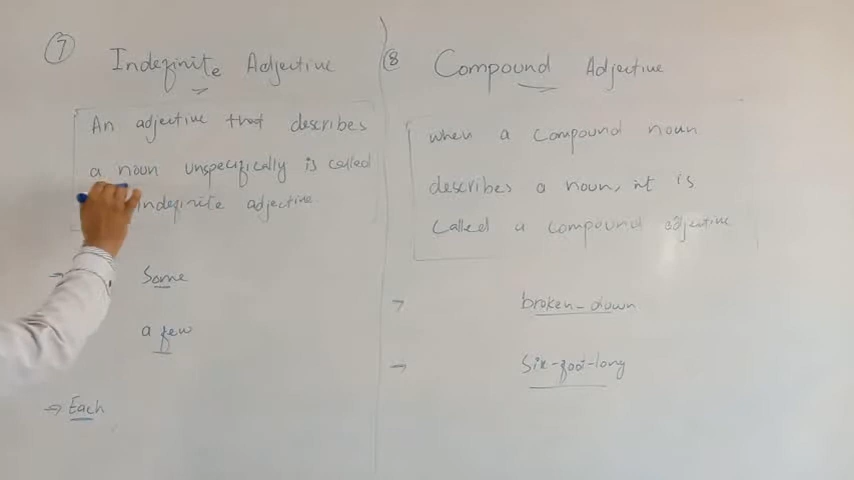 7 Indefinite Adjective
An adjective that describes
a noun unspecifically is called
indefinite adjective.
→ Some
a few
⇒ Each
8 Compound Adjective
when a compound noun
describes a noun, it is
called a compound adjective
→ broken-down
→ Six-foot-long